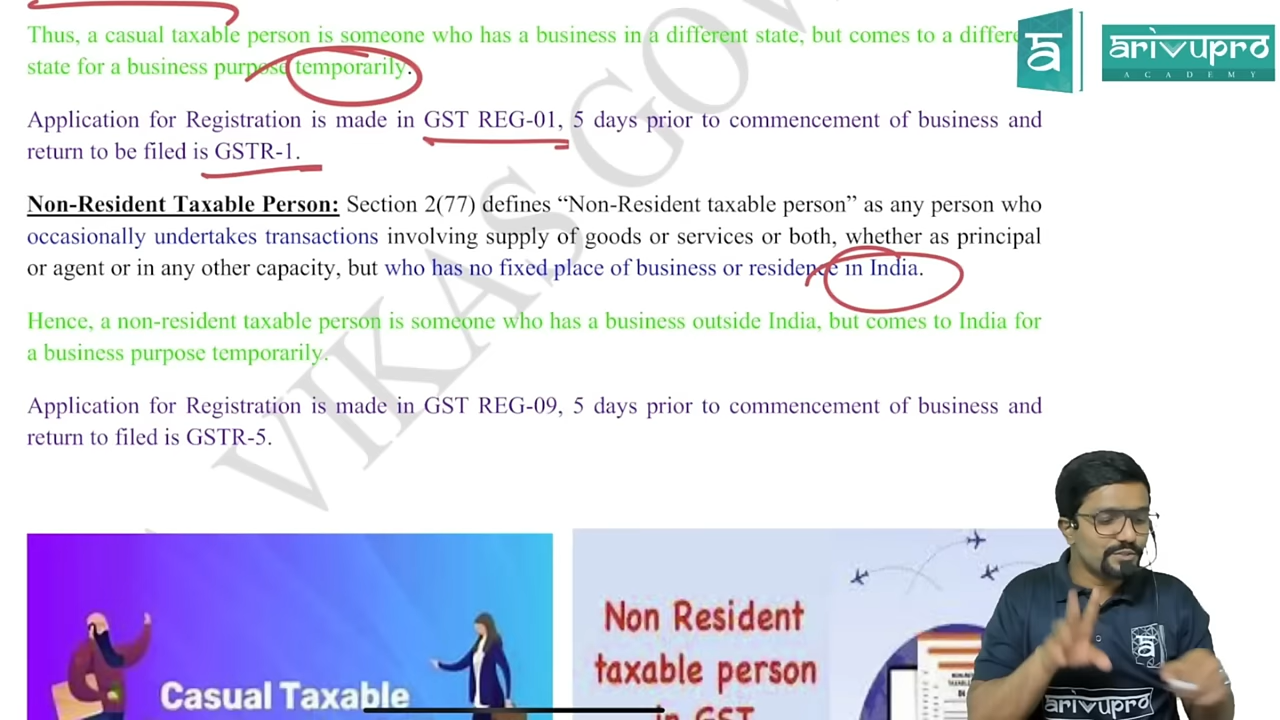 Thus, a casual taxable person is someone who has a business in a different state, but comes to a
state for a business purpose temporarily.
arivupro
ACADEMY
Application for Registration is made in GST REG-01, 5 days prior to commencement of business and
return to be filed is GSTR-1.
Non-Resident Taxable Person: Section 2(77) defines “Non-Resident taxable person” as any person who
occasionally undertakes transactions involving supply of goods or services or both, whether as principal
or agent or in any other capacity, but who has no fixed place of business or residence in India.
Hence, a non-resident taxable person is someone who has a business outside India, but comes to India for
a business purpose temporarily.
Application for Registration is made in GST REG-09, 5 days prior to commencement of business and
return to filed is GSTR-5.
VIKAS GOW
Casual Taxable
Non Resident
taxable person
in GST
arivupro